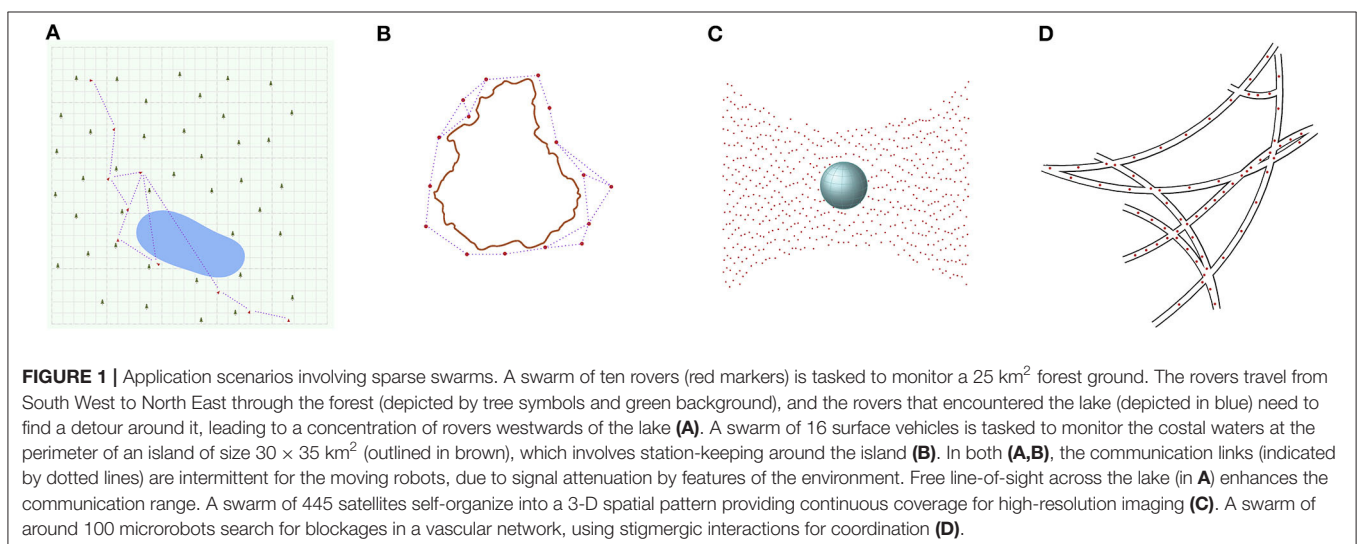 A
B
C
D
FIGURE 1 | Application scenarios involving sparse swarms. A swarm of ten rovers (red markers) is tasked to monitor a 25 km² forest ground. The rovers travel from
South West to North East through the forest (depicted by tree symbols and green background), and the rovers that encountered the lake (depicted in blue) need to
find a detour around it, leading to a concentration of rovers westwards of the lake (A). A swarm of 16 surface vehicles is tasked to monitor the costal waters at the
perimeter of an island of size 30 × 35 km² (outlined in brown), which involves station-keeping around the island (B). In both (A,B), the communication links (indicated
by dotted lines) are intermittent for the moving robots, due to signal attenuation by features of the environment. Free line-of-sight across the lake (in A) enhances the
communication range. A swarm of 445 satellites self-organize into a 3-D spatial pattern providing continuous coverage for high-resolution imaging (C). A swarm of
around 100 microrobots search for blockages in a vascular network, using stigmergic interactions for coordination (D).